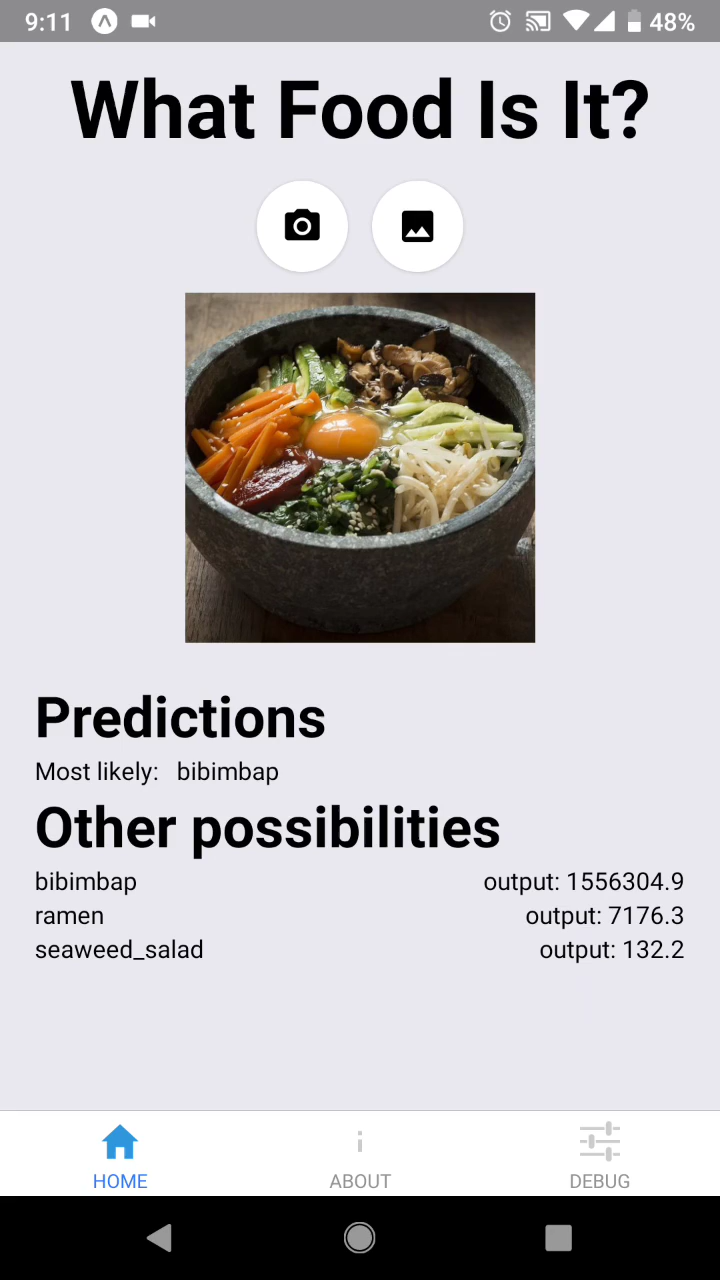 9:11 48%
What Food Is It?
Predictions
Most likely: bibimbap
Other possibilities
bibimbap output: 1556304.9
ramen output: 7176.3
seaweed_salad output: 132.2
HOME ABOUT DEBUG